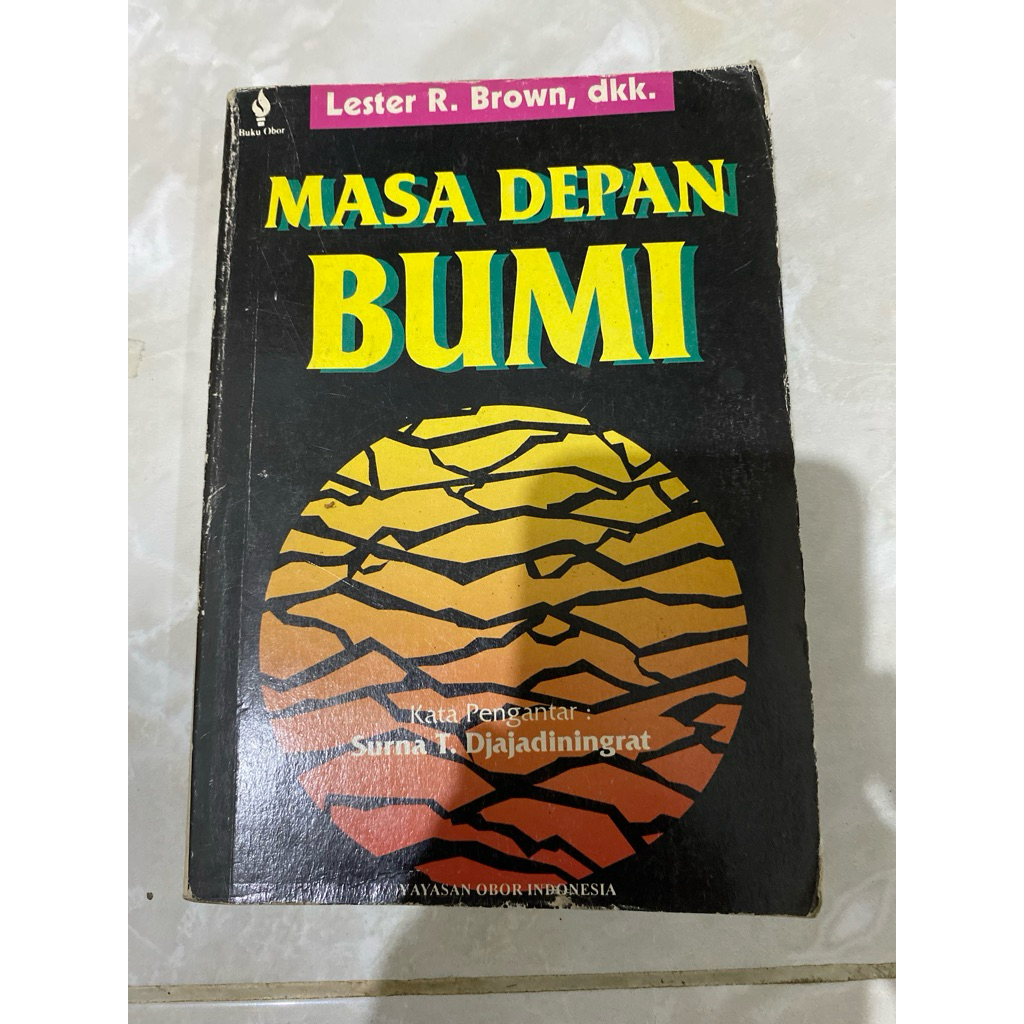 Lester R. Brown, dkk.
Buku Obor
MASA DEPAN
BUMI
Kata Pengantar :
Surna T. Djajadiningrat
YAYASAN OBOR INDONESIA